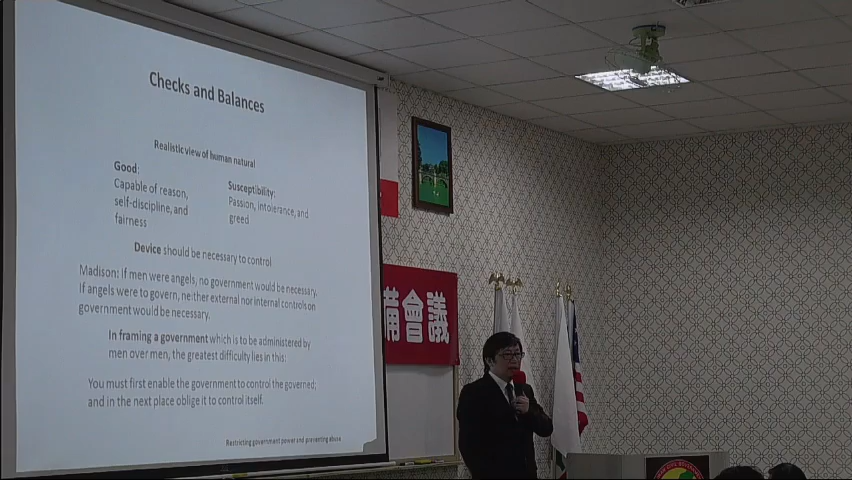 Checks and Balances
Realistic view of human natural
Good:
Capable of reason,
self-discipline, and
fairness
Susceptibility:
Passion, intolerance, and
greed
Device should be necessary to control
Madison: If men were angels, no government would be necessary.
If angels were to govern, neither external nor internal controls on
government would be necessary.
In framing a government which is to be administered by
men over men, the greatest difficulty lies in this:
You must first enable the government to control the governed;
and in the next place oblige it to control itself.
Restricting government power and preventing abuse
備會議